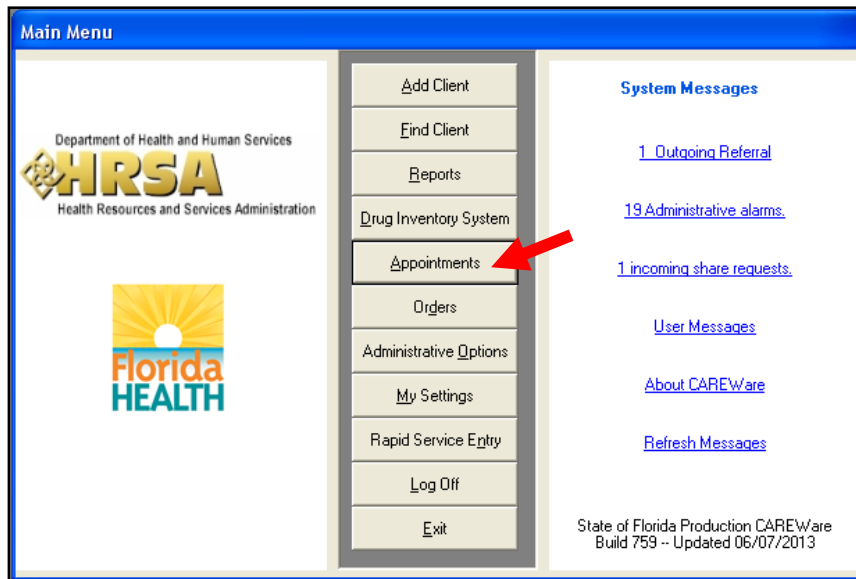 Main Menu
Department of Health and Human Services
HRSA
Health Resources and Services Administration
Florida
HEALTH
Add Client
Find Client
Reports
Drug Inventory System
Appointments
Orders
Administrative Options
My Settings
Rapid Service Entry
Log Off
Exit
System Messages
1 Outgoing Referral
19 Administrative alarms.
1 incoming share requests.
User Messages
About CAREWare
Refresh Messages
State of Florida Production CAREWare
Build 759 -- Updated 06/07/2013